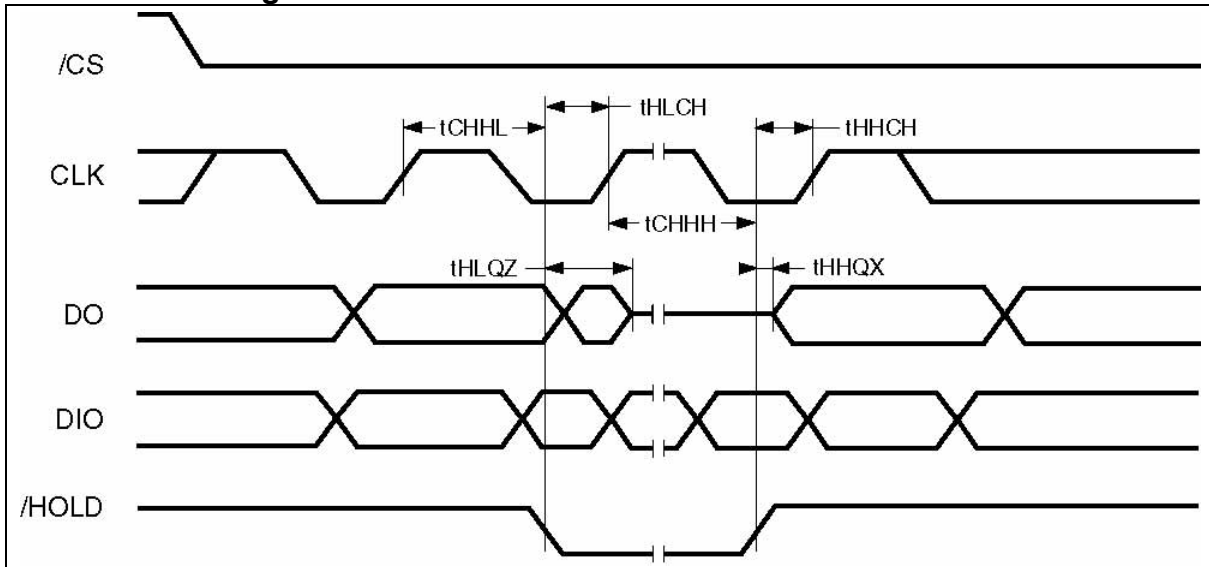 /CS
tHLCH
tCHHL
tHHCH
CLK
tCHHH
tHLQZ
tHHQX
DO
DIO
/HOLD